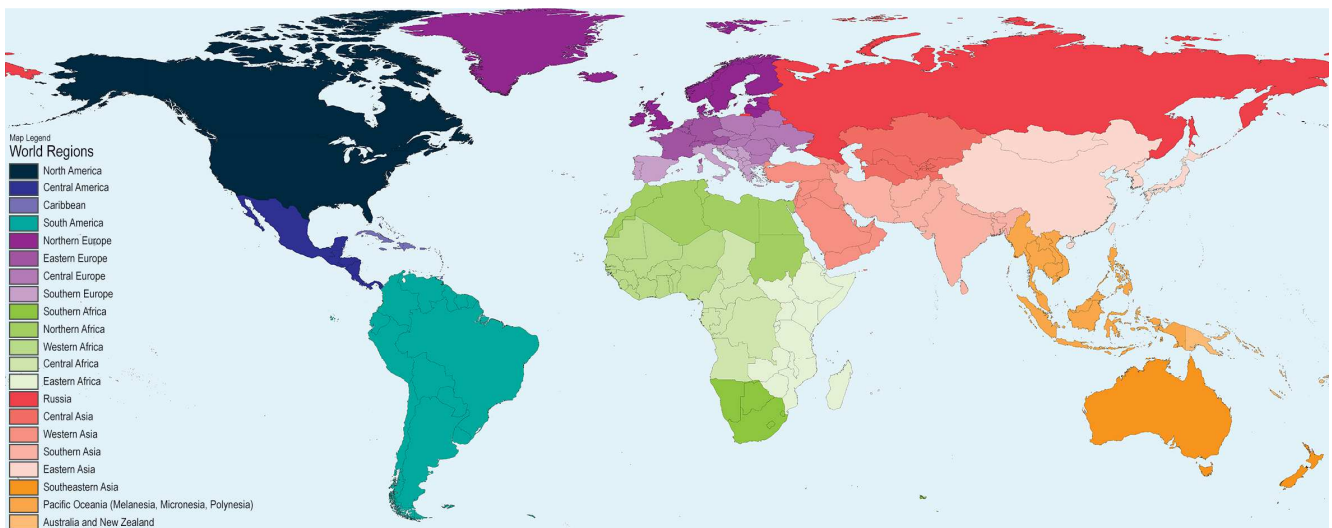 Map Legend
World Regions
North America
Central America
Caribbean
South America
Northern Europe
Eastern Europe
Central Europe
Southern Europe
Southern Africa
Northern Africa
Western Africa
Central Africa
Eastern Africa
Russia
Central Asia
Western Asia
Southern Asia
Eastern Asia
Southeastern Asia
Pacific Oceania (Melanesia, Micronesia, Polynesia)
Australia and New Zealand